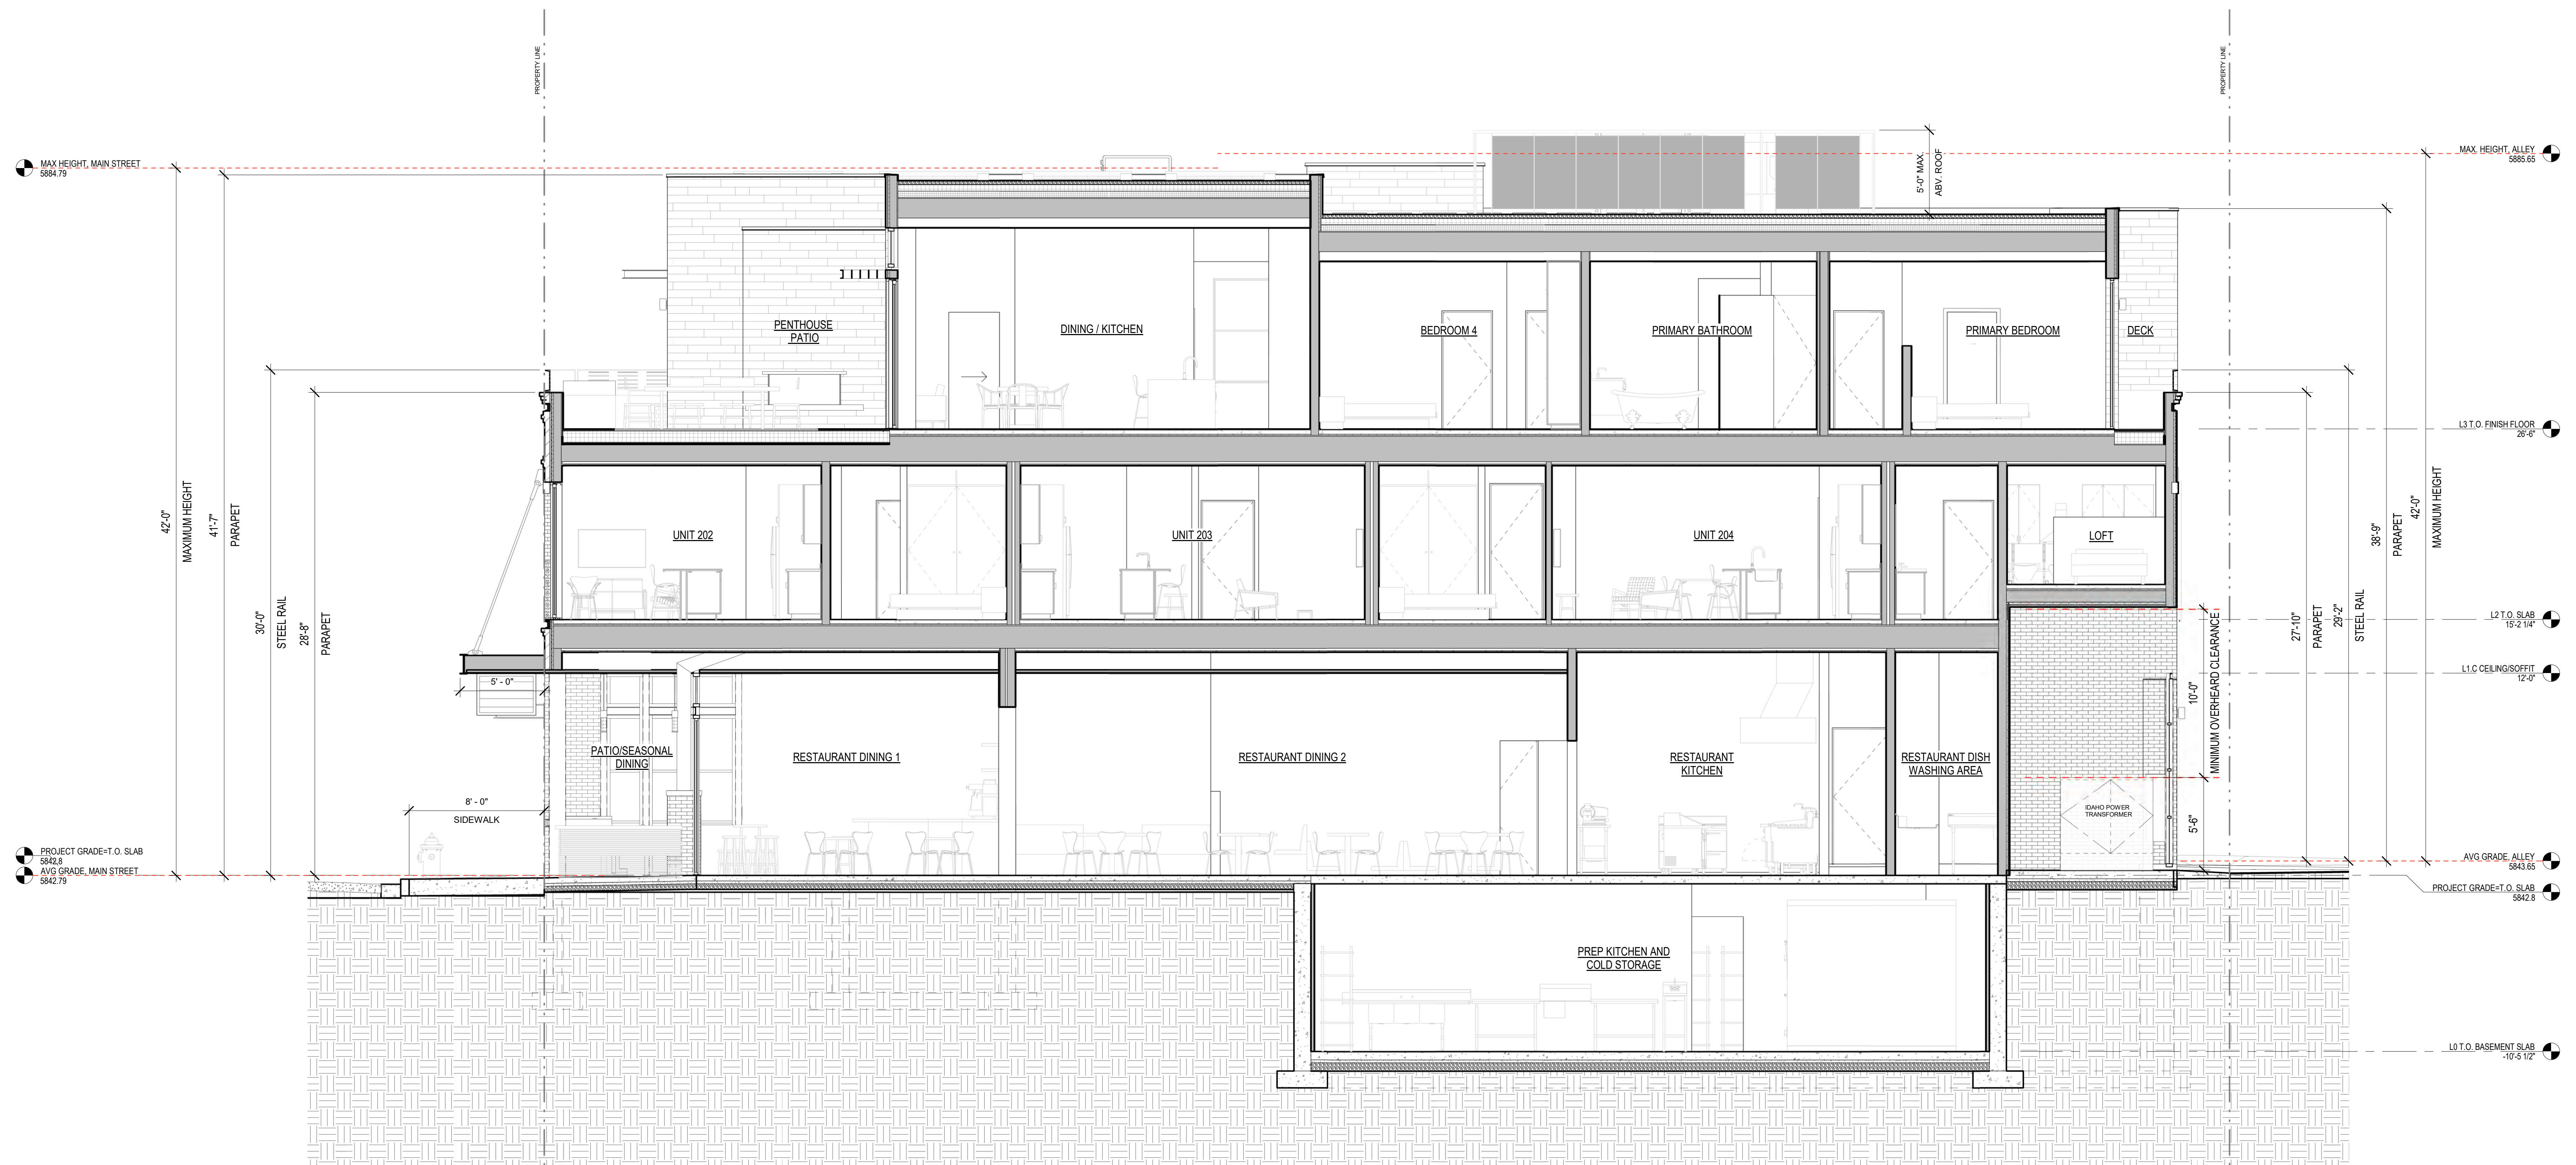 PROPERTY LINE
PROPERTY LINE
MAX HEIGHT, MAIN STREET
5884.79
MAX. HEIGHT, ALLEY
5885.65
5'-0" MAX.
ABV. ROOF
PENTHOUSE
PATIO
DINING / KITCHEN
BEDROOM 4
PRIMARY BATHROOM
PRIMARY BEDROOM
DECK
L3 T.O. FINISH FLOOR
26'-6"
42'-0"
MAXIMUM HEIGHT
41'-7"
PARAPET
30'-0"
STEEL RAIL
28'-8"
PARAPET
UNIT 202
UNIT 203
UNIT 204
LOFT
38'-9"
PARAPET
42'-0"
MAXIMUM HEIGHT
27'-10"
PARAPET
29'-2"
STEEL RAIL
L2 T.O. SLAB
15'-2 1/4"
L1.C CEILING/SOFFIT
12'-0"
10'-0"
MINIMUM OVERHEARD CLEARANCE
5'-6"
5' - 0"
PATIO/SEASONAL
DINING
RESTAURANT DINING 1
RESTAURANT DINING 2
RESTAURANT
KITCHEN
RESTAURANT DISH
WASHING AREA
IDAHO POWER
TRANSFORMER
8' - 0"
SIDEWALK
PROJECT GRADE=T.O. SLAB
5842.8
AVG GRADE, MAIN STREET
5842.79
AVG GRADE, ALLEY
5843.65
PROJECT GRADE=T.O. SLAB
5842.8
PREP KITCHEN AND
COLD STORAGE
L0 T.O. BASEMENT SLAB
-10'-5 1/2"